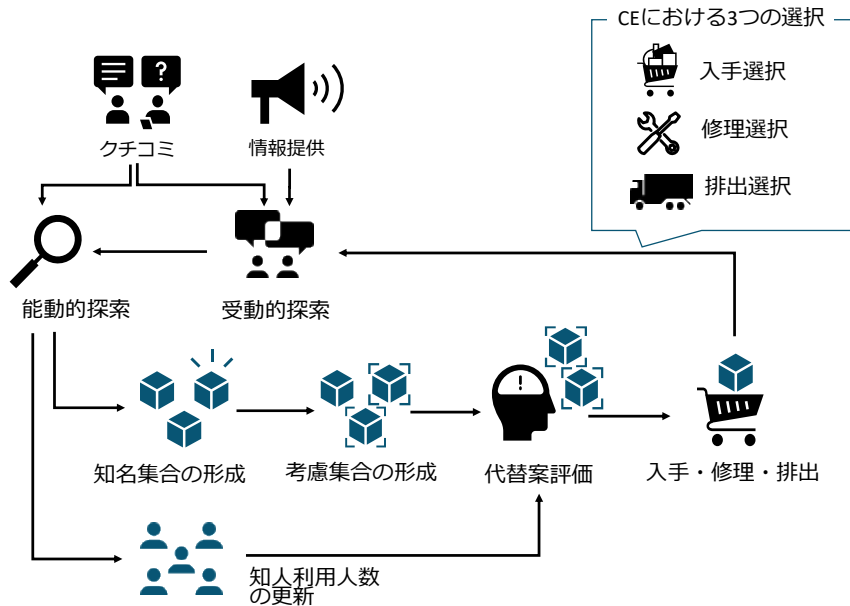 CEにおける3つの選択
入手選択
修理選択
排出選択
クチコミ
情報提供
?
能動的探索
受動的探索
!
知名集合の形成
考慮集合の形成
代替案評価
入手・修理・排出
知人利用人数
の更新